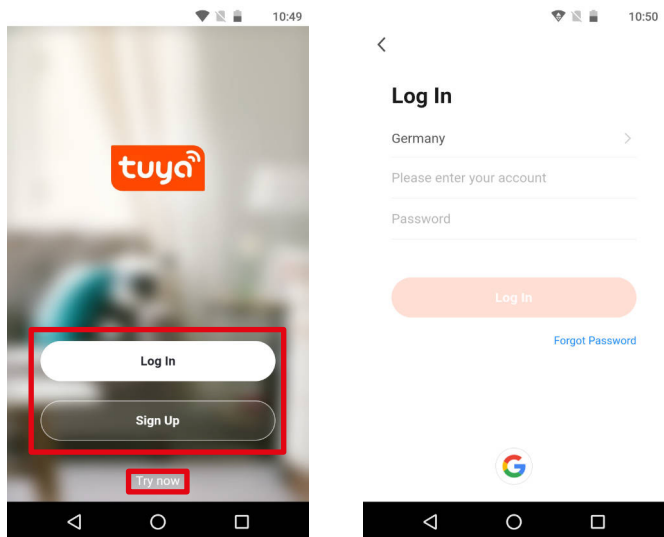 10:49
tuya
Log In
Sign Up
Try now
10:50
Log In
Germany
Please enter your account
Password
Log In
Forgot Password
G